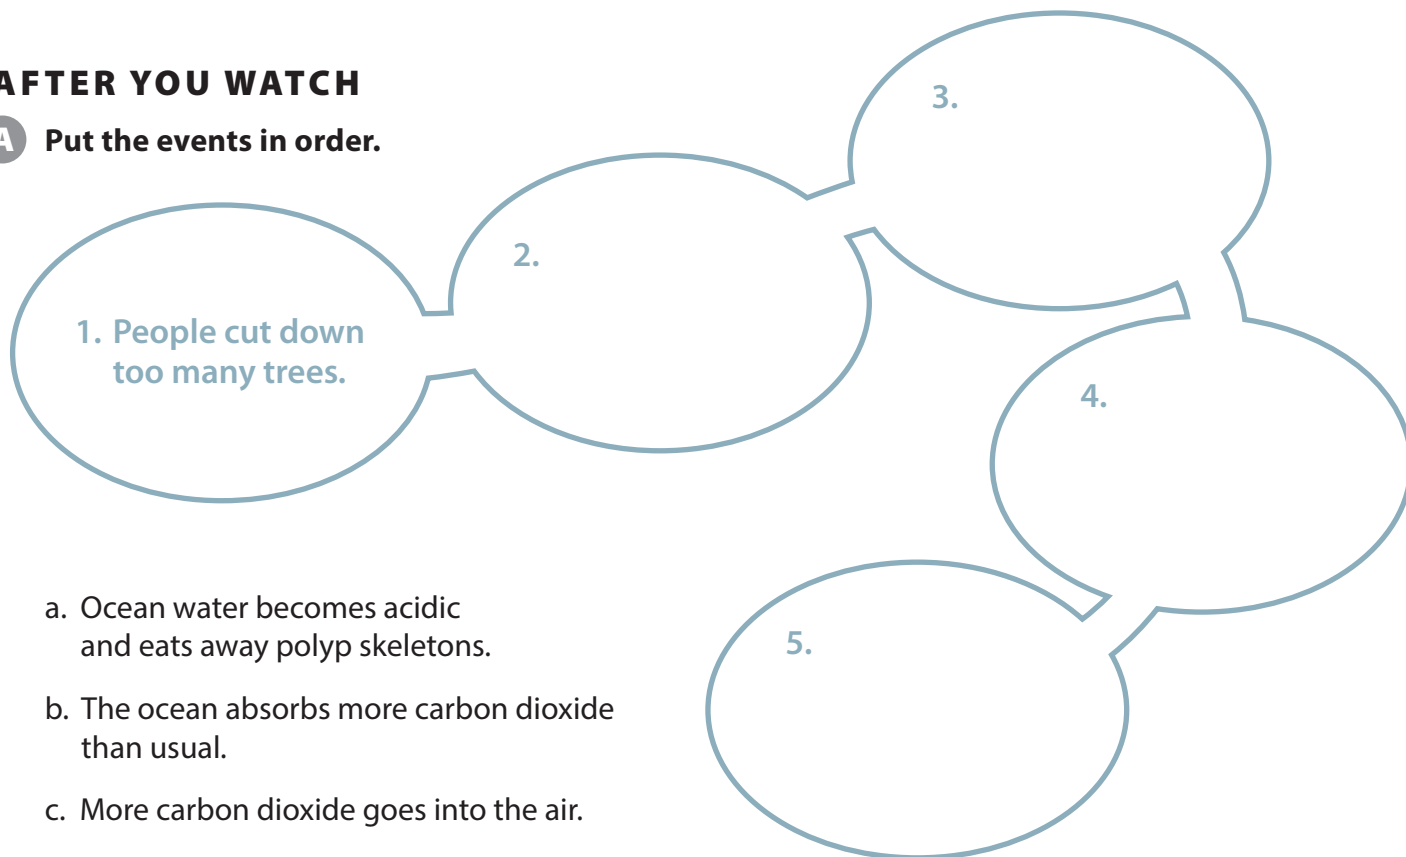 AFTER YOU WATCH
A Put the events in order.
1. People cut down
too many trees.
2.
3.
4.
5.
a. Ocean water becomes acidic
and eats away polyp skeletons.
b. The ocean absorbs more carbon dioxide
than usual.
c. More carbon dioxide goes into the air.